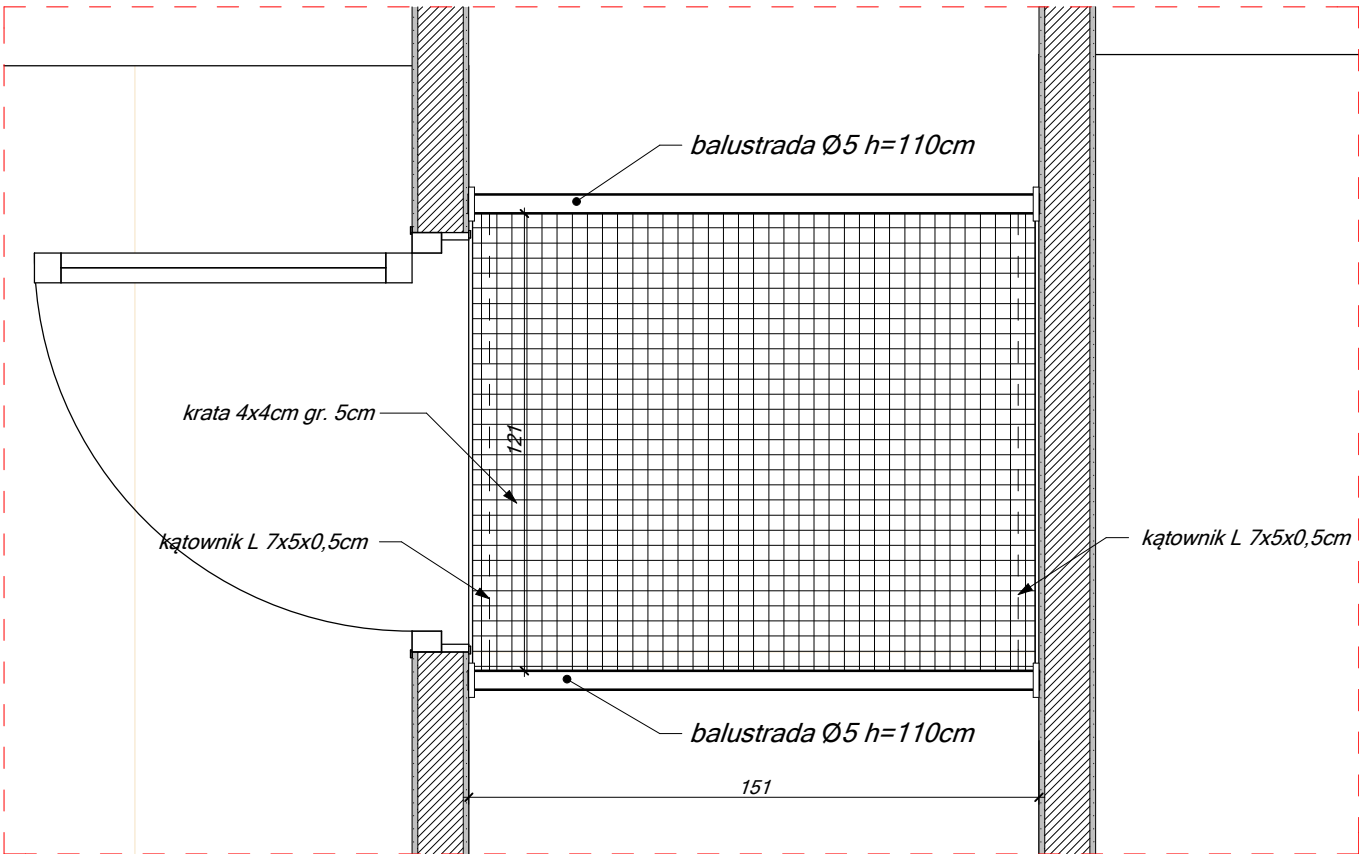 balustrada Ø5 h=110cm
krata 4x4cm gr. 5cm
121
kątownik L 7x5x0,5cm
kątownik L 7x5x0,5cm
balustrada Ø5 h=110cm
151